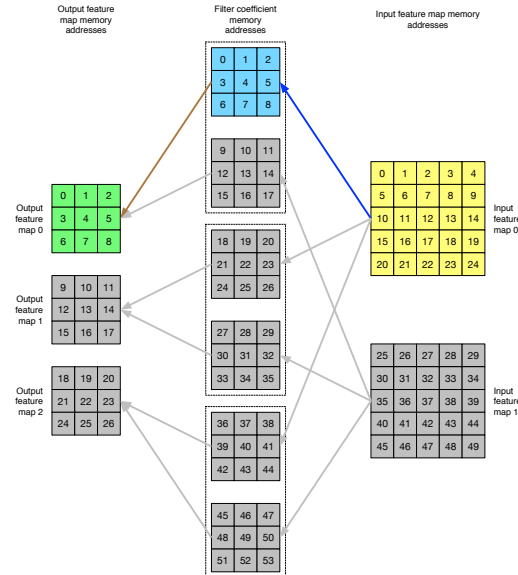 Output feature
map memory
addresses
Filter coefficient
memory
addresses
Input feature map memory
addresses
0 1 2
3 4 5
6 7 8
9 10 11
12 13 14
15 16 17
18 19 20
21 22 23
24 25 26
27 28 29
30 31 32
33 34 35
36 37 38
39 40 41
42 43 44
45 46 47
48 49 50
51 52 53
Output
feature
map 0
0 1 2
3 4 5
6 7 8
Output
feature
map 1
9 10 11
12 13 14
15 16 17
Output
feature
map 2
18 19 20
21 22 23
24 25 26
0 1 2 3 4
5 6 7 8 9
10 11 12 13 14
15 16 17 18 19
20 21 22 23 24
Input
feature
map 0
25 26 27 28 29
30 31 32 33 34
35 36 37 38 39
40 41 42 43 44
45 46 47 48 49
Input
feature
map 1